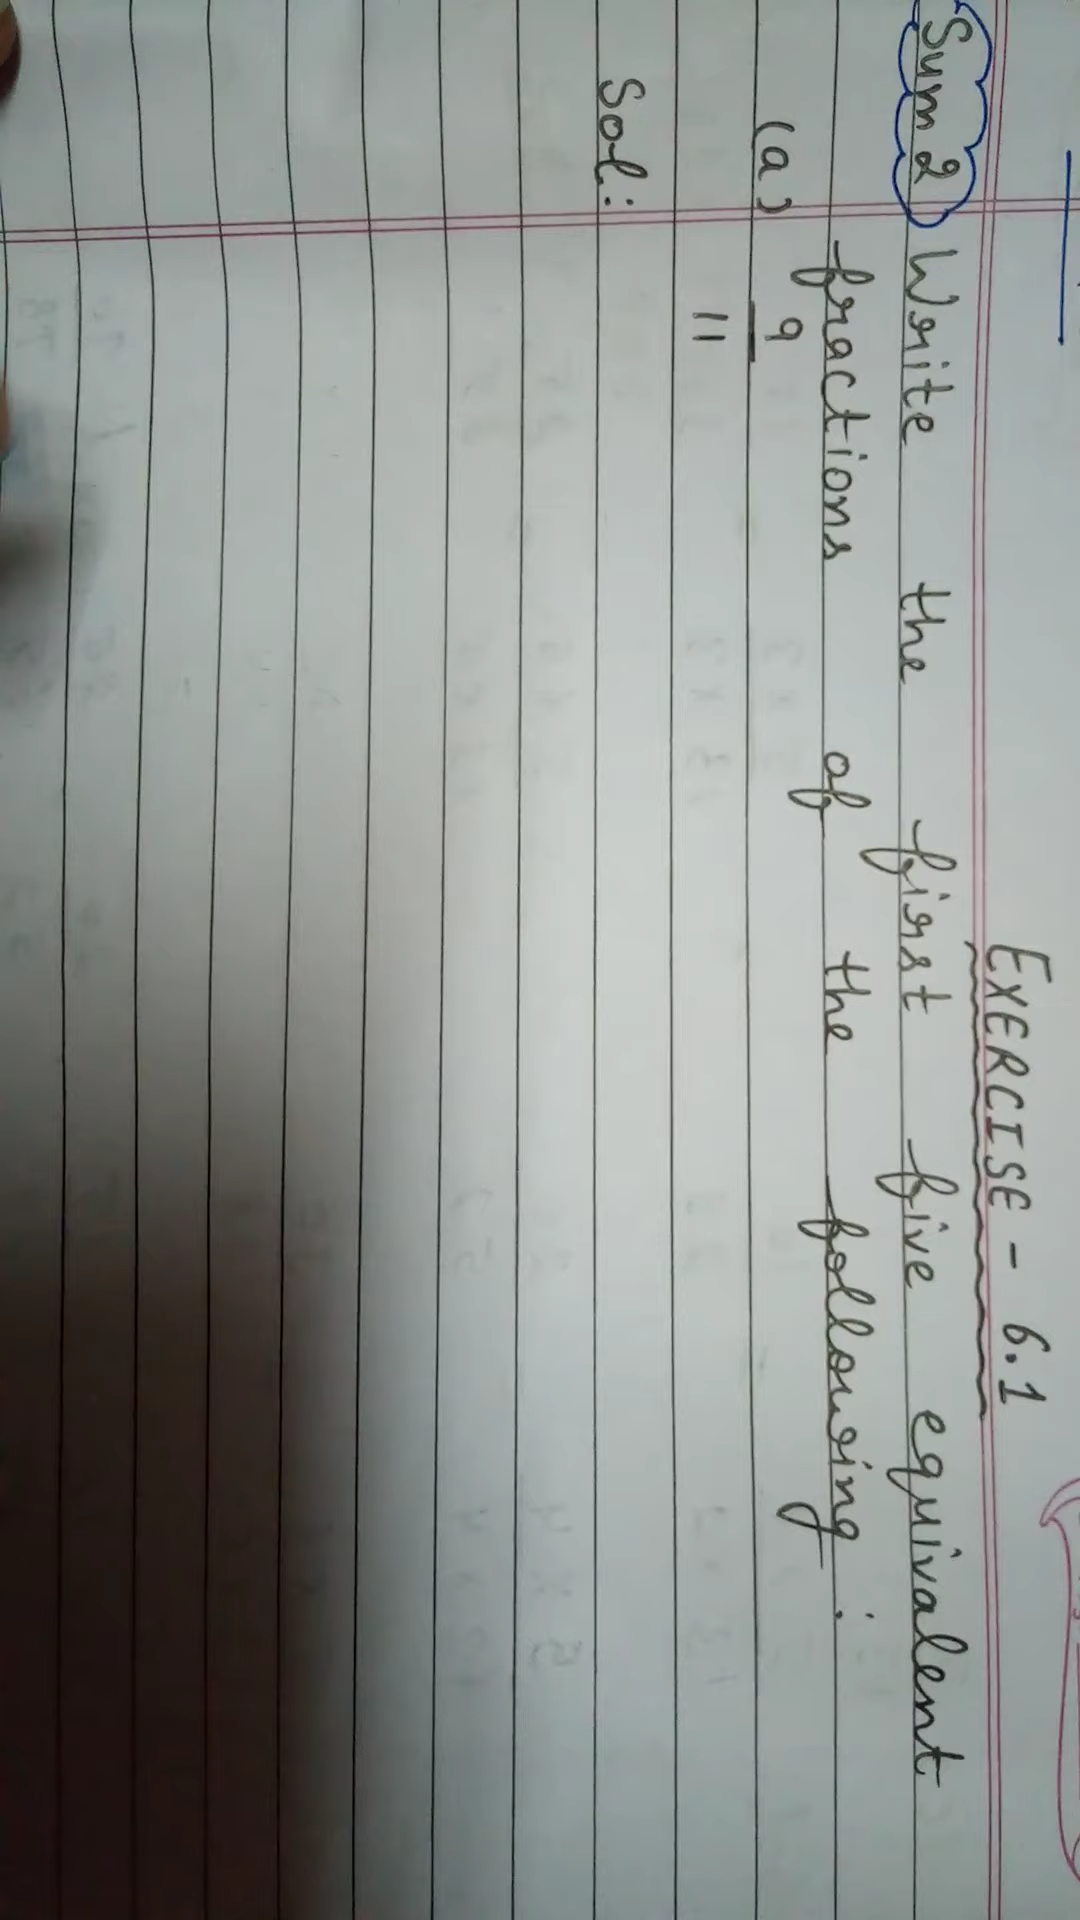 EXERCISE - 6.1
Sum 2) Write the first five equivalent
fractions of the following.
(a) 9
11
Sol: